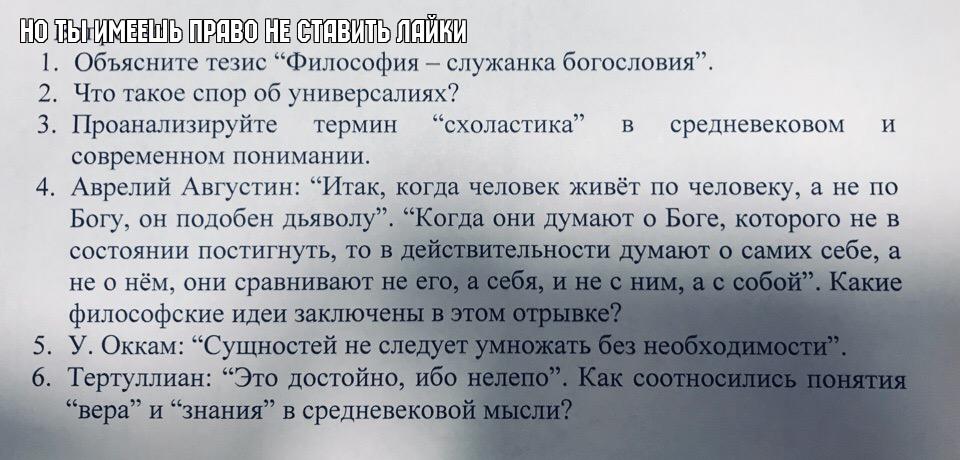 НО ТЫ ИМЕЕШЬ ПРАВО НЕ СТАВИТЬ ЛАЙКИ
1. Объясните тезис “Философия – служанка богословия”.
2. Что такое спор об универсалиях?
3. Проанализируйте термин “схоластика” в средневековом и
современном понимании.
4. Аврелий Августин: “Итак, когда человек живёт по человеку, а не по
Богу, он подобен дьяволу”. “Когда они думают о Боге, которого не в
состоянии постигнуть, то в действительности думают о самих себе, а
не о нём, они сравнивают не его, а себя, и не с ним, а с собой”. Какие
философские идеи заключены в этом отрывке?
5. У. Оккам: “Сущностей не следует умножать без необходимости”.
6. Тертуллиан: “Это достойно, ибо нелепо”. Как соотносились понятия
“вера” и “знания” в средневековой мысли?